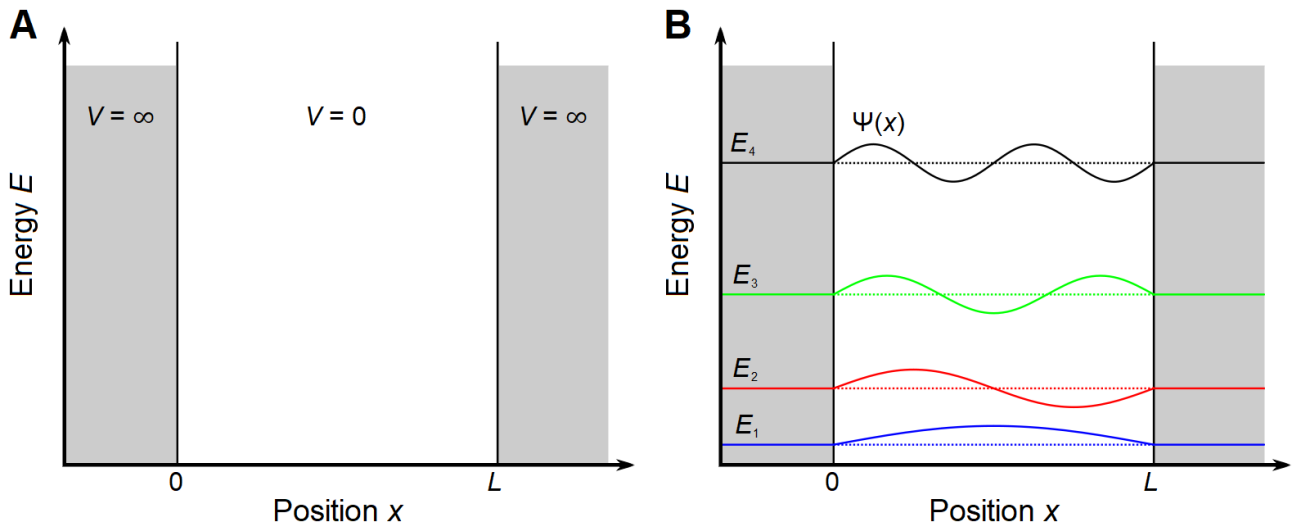 A
V = ∞
V = 0
V = ∞
Energy E
0
L
Position x
B
Ψ(x)
E₄
E₃
E₂
E₁
Energy E
0
L
Position x